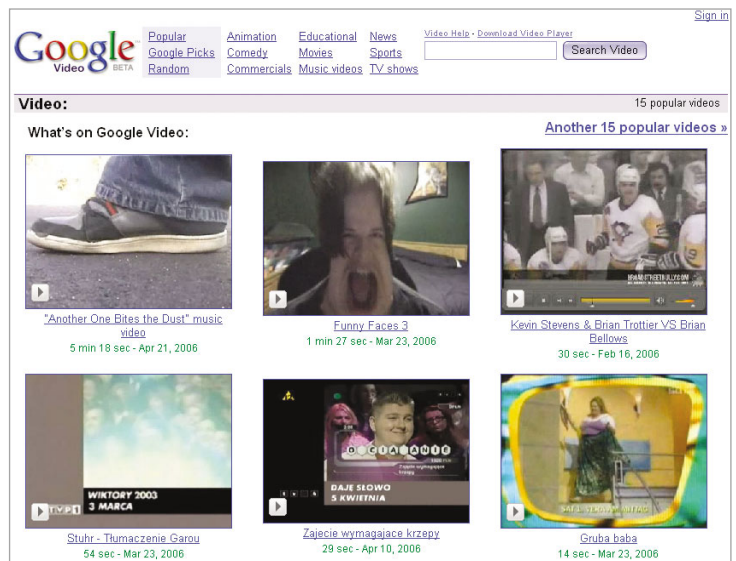 Sign in
Google
Video BETA
Popular
Google Picks
Random
Animation
Comedy
Commercials
Educational
Movies
Music videos
News
Sports
TV shows
Video Help - Download Video Player
Search Video
Video:
15 popular videos
What's on Google Video:
Another 15 popular videos »
"Another One Bites the Dust" music
video
5 min 18 sec - Apr 21, 2006
Funny Faces 3
1 min 27 sec - Mar 23, 2006
BROADSTREETBULLY.COM
Kevin Stevens & Brian Trottier VS Brian
Bellows
30 sec - Feb 16, 2006
WIKTORY 2003
3 MARCA
TVP1
Stuhr - Tłumaczenie Garou
54 sec - Mar 23, 2006
Zajęcie wymagające
krzepy
DAJE SŁOWO
5 KWIETNIA
Zajecie wymagajace krzepy
29 sec - Apr 10, 2006
Gruba baba
14 sec - Mar 23, 2006